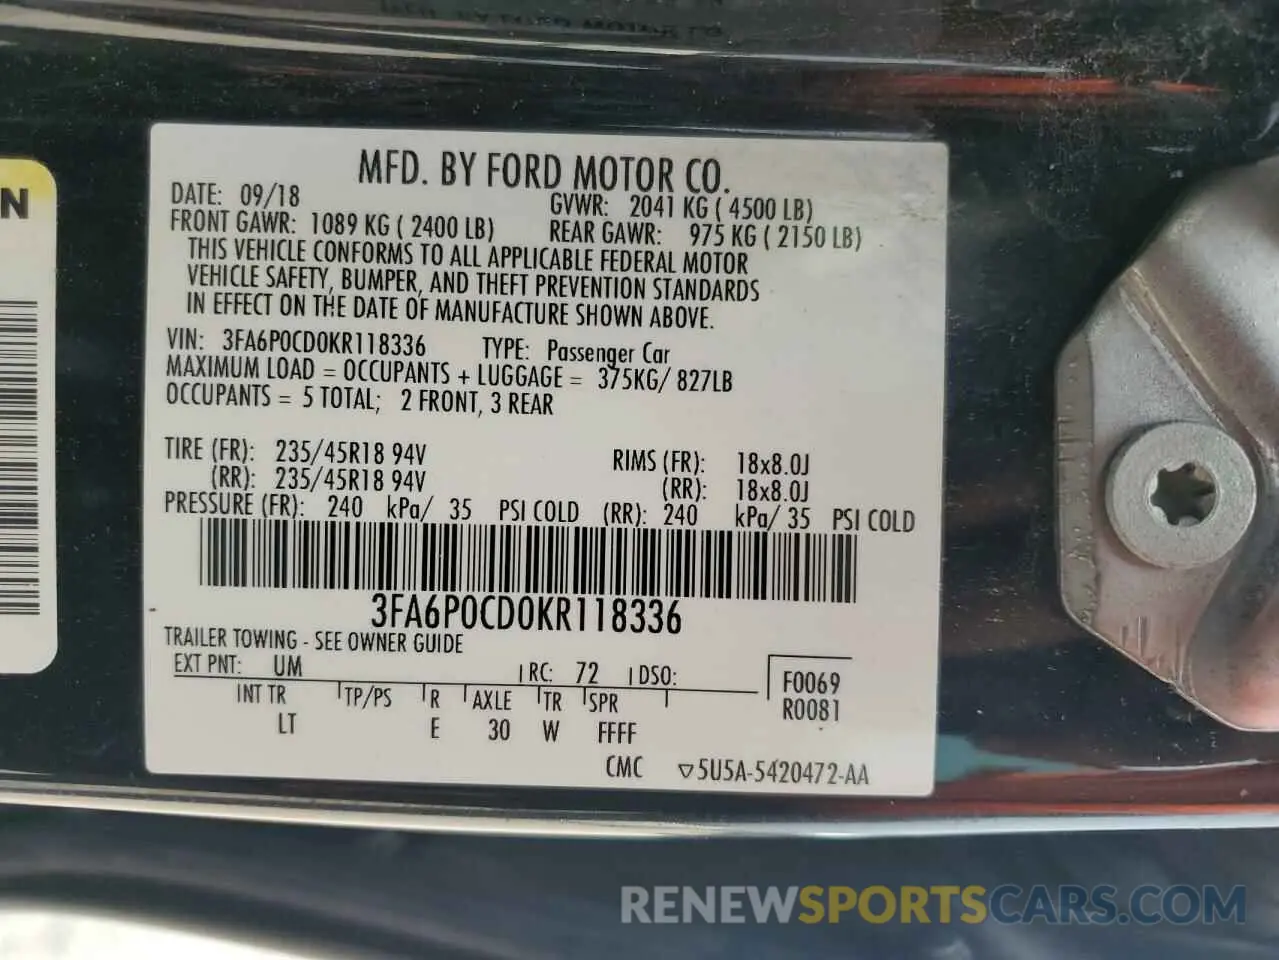 MFD. BY FORD MOTOR CO.
DATE: 09/18 GVWR: 2041 KG ( 4500 LB)
FRONT GAWR: 1089 KG ( 2400 LB) REAR GAWR: 975 KG ( 2150 LB)
THIS VEHICLE CONFORMS TO ALL APPLICABLE FEDERAL MOTOR
VEHICLE SAFETY, BUMPER, AND THEFT PREVENTION STANDARDS
IN EFFECT ON THE DATE OF MANUFACTURE SHOWN ABOVE.
VIN: 3FA6P0CD0KR118336 TYPE: Passenger Car
MAXIMUM LOAD = OCCUPANTS + LUGGAGE = 375KG/ 827LB
OCCUPANTS = 5 TOTAL; 2 FRONT, 3 REAR
TIRE (FR): 235/45R18 94V RIMS (FR): 18x8.0J
(RR): 235/45R18 94V (RR): 18x8.0J
PRESSURE (FR): 240 kPa/ 35 PSI COLD (RR): 240 kPa/ 35 PSI COLD
3FA6P0CD0KR118336
TRAILER TOWING - SEE OWNER GUIDE
EXT PNT: UM RC: 72 DSO:
F0069
INT TR TP/PS R AXLE TR SPR
R0081
LT E 30 W FFFF
CMC ▽5U5A-5420472-AA
N
RENEWSPORTSCARS.COM